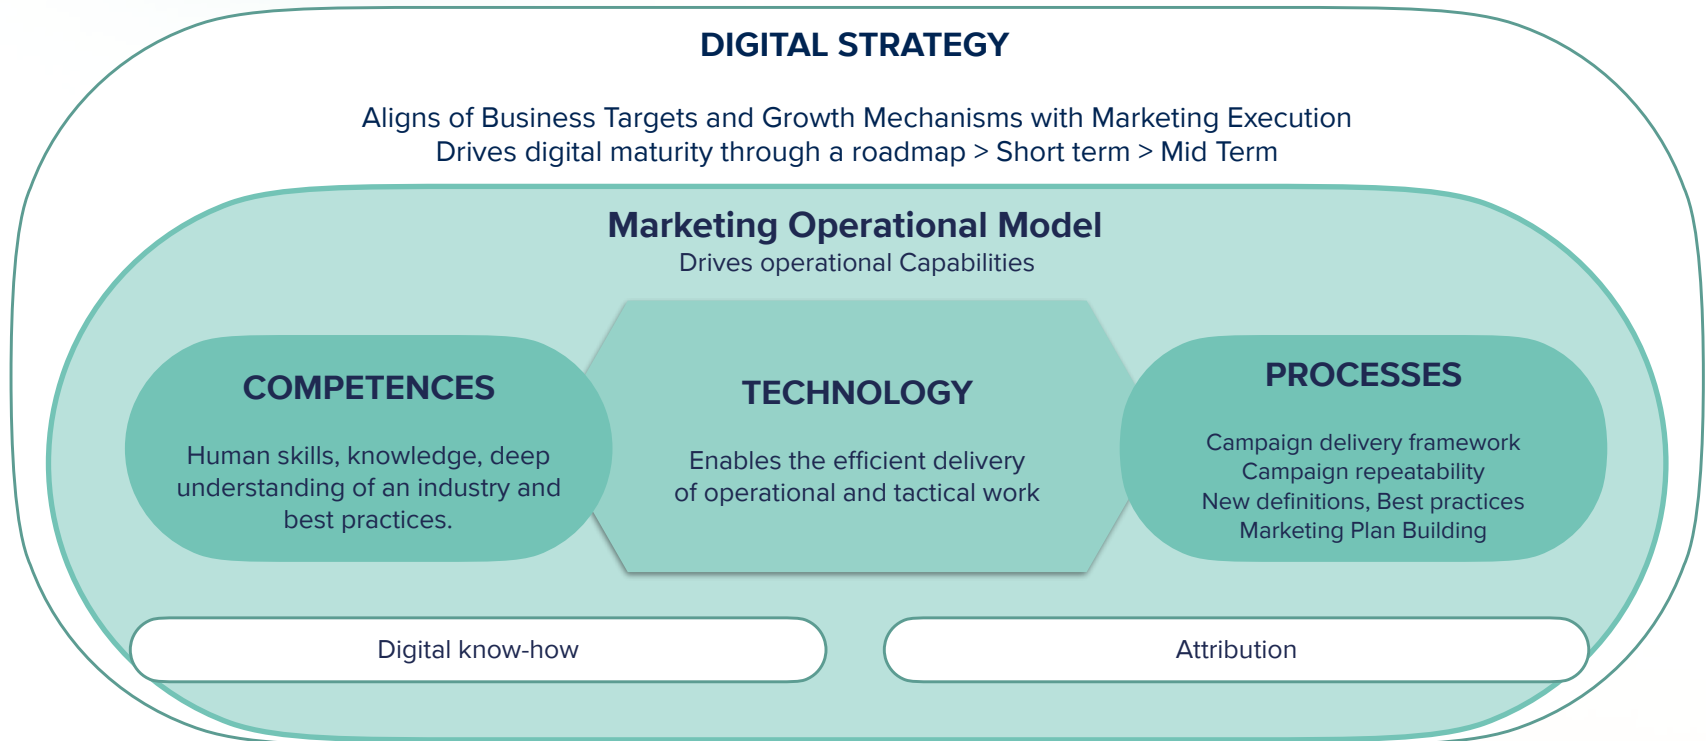 DIGITAL STRATEGY
Aligns of Business Targets and Growth Mechanisms with Marketing Execution
Drives digital maturity through a roadmap > Short term > Mid Term
Marketing Operational Model
Drives operational Capabilities
COMPETENCES
Human skills, knowledge, deep
understanding of an industry and
best practices.
TECHNOLOGY
Enables the efficient delivery
of operational and tactical work
PROCESSES
Campaign delivery framework
Campaign repeatability
New definitions, Best practices
Marketing Plan Building
Digital know-how
Attribution